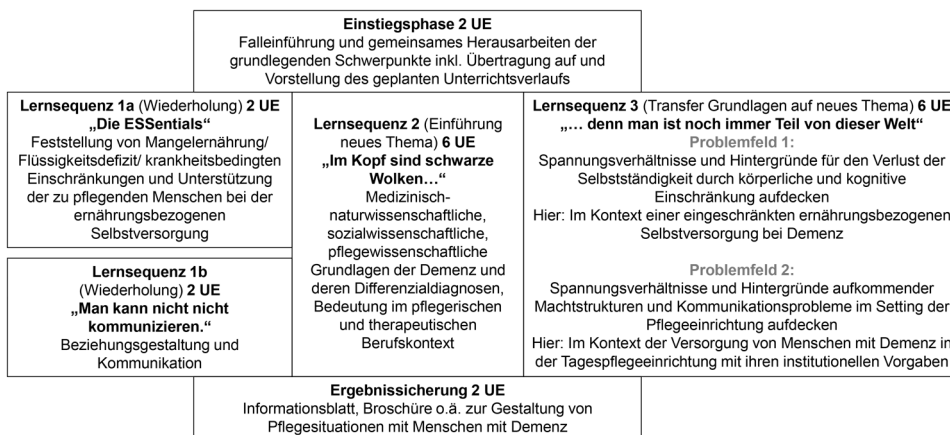 Einstiegsphase 2 UE
Falleinführung und gemeinsames Herausarbeiten der
grundlegenden Schwerpunkte inkl. Übertragung auf und
Vorstellung des geplanten Unterrichtsverlaufs
Lernsequenz 1a (Wiederholung) 2 UE
„Die ESSentials"
Feststellung von Mangelernährung/
Flüssigkeitsdefizit/ krankheitsbedingten
Einschränkungen und Unterstützung
der zu pflegenden Menschen bei der
ernährungsbezogenen
Selbstversorgung
Lernsequenz 1b
(Wiederholung) 2 UE
„Man kann nicht nicht
kommunizieren."
Beziehungsgestaltung und
Kommunikation
Lernsequenz 2 (Einführung
neues Thema) 6 UE
„Im Kopf sind schwarze
Wolken…"
Medizinisch-
naturwissenschaftliche,
sozialwissenschaftliche,
pflegewissenschaftliche
Grundlagen der Demenz und
deren Differenzialdiagnosen,
Bedeutung im pflegerischen
und therapeutischen
Berufskontext
Lernsequenz 3 (Transfer Grundlagen auf neues Thema) 6 UE
„… denn man ist noch immer Teil von dieser Welt"
Problemfeld 1:
Spannungsverhältnisse und Hintergründe für den Verlust der
Selbstständigkeit durch körperliche und kognitive
Einschränkung aufdecken
Hier: Im Kontext einer eingeschränkten ernährungsbezogenen
Selbstversorgung bei Demenz
Problemfeld 2:
Spannungsverhältnisse und Hintergründe aufkommender
Machtstrukturen und Kommunikationsprobleme im Setting der
Pflegeeinrichtung aufdecken
Hier: Im Kontext der Versorgung von Menschen mit Demenz in
der Tagespflegeeinrichtung mit ihren institutionellen Vorgaben
Ergebnissicherung 2 UE
Informationsblatt, Broschüre o.ä. zur Gestaltung von
Pflegesituationen mit Menschen mit Demenz